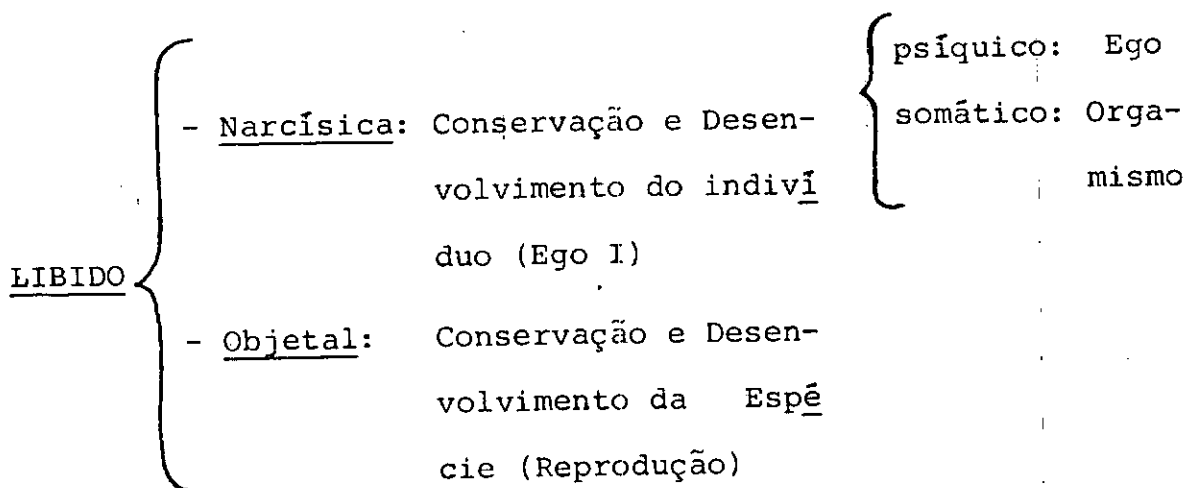 psíquico: Ego
- Narcísica: Conservação e Desen- somático: Orga-
volvimento do indiví mismo
duo (Ego I)
LIBIDO
- Objetal: Conservação e Desen-
volvimento da Espé
cie (Reprodução)